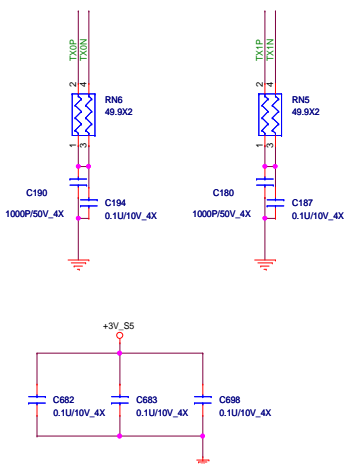 TX0P
TX0N
TX1P
TX1N
2
4
2
4
RN6
49.9X2
RN5
49.9X2
1
3
1
3
C190
C194
C180
C187
1000P/50V_4X
0.1U/10V_4X
1000P/50V_4X
0.1U/10V_4X
+3V_S5
C682
0.1U/10V_4X
C683
0.1U/10V_4X
C698
0.1U/10V_4X